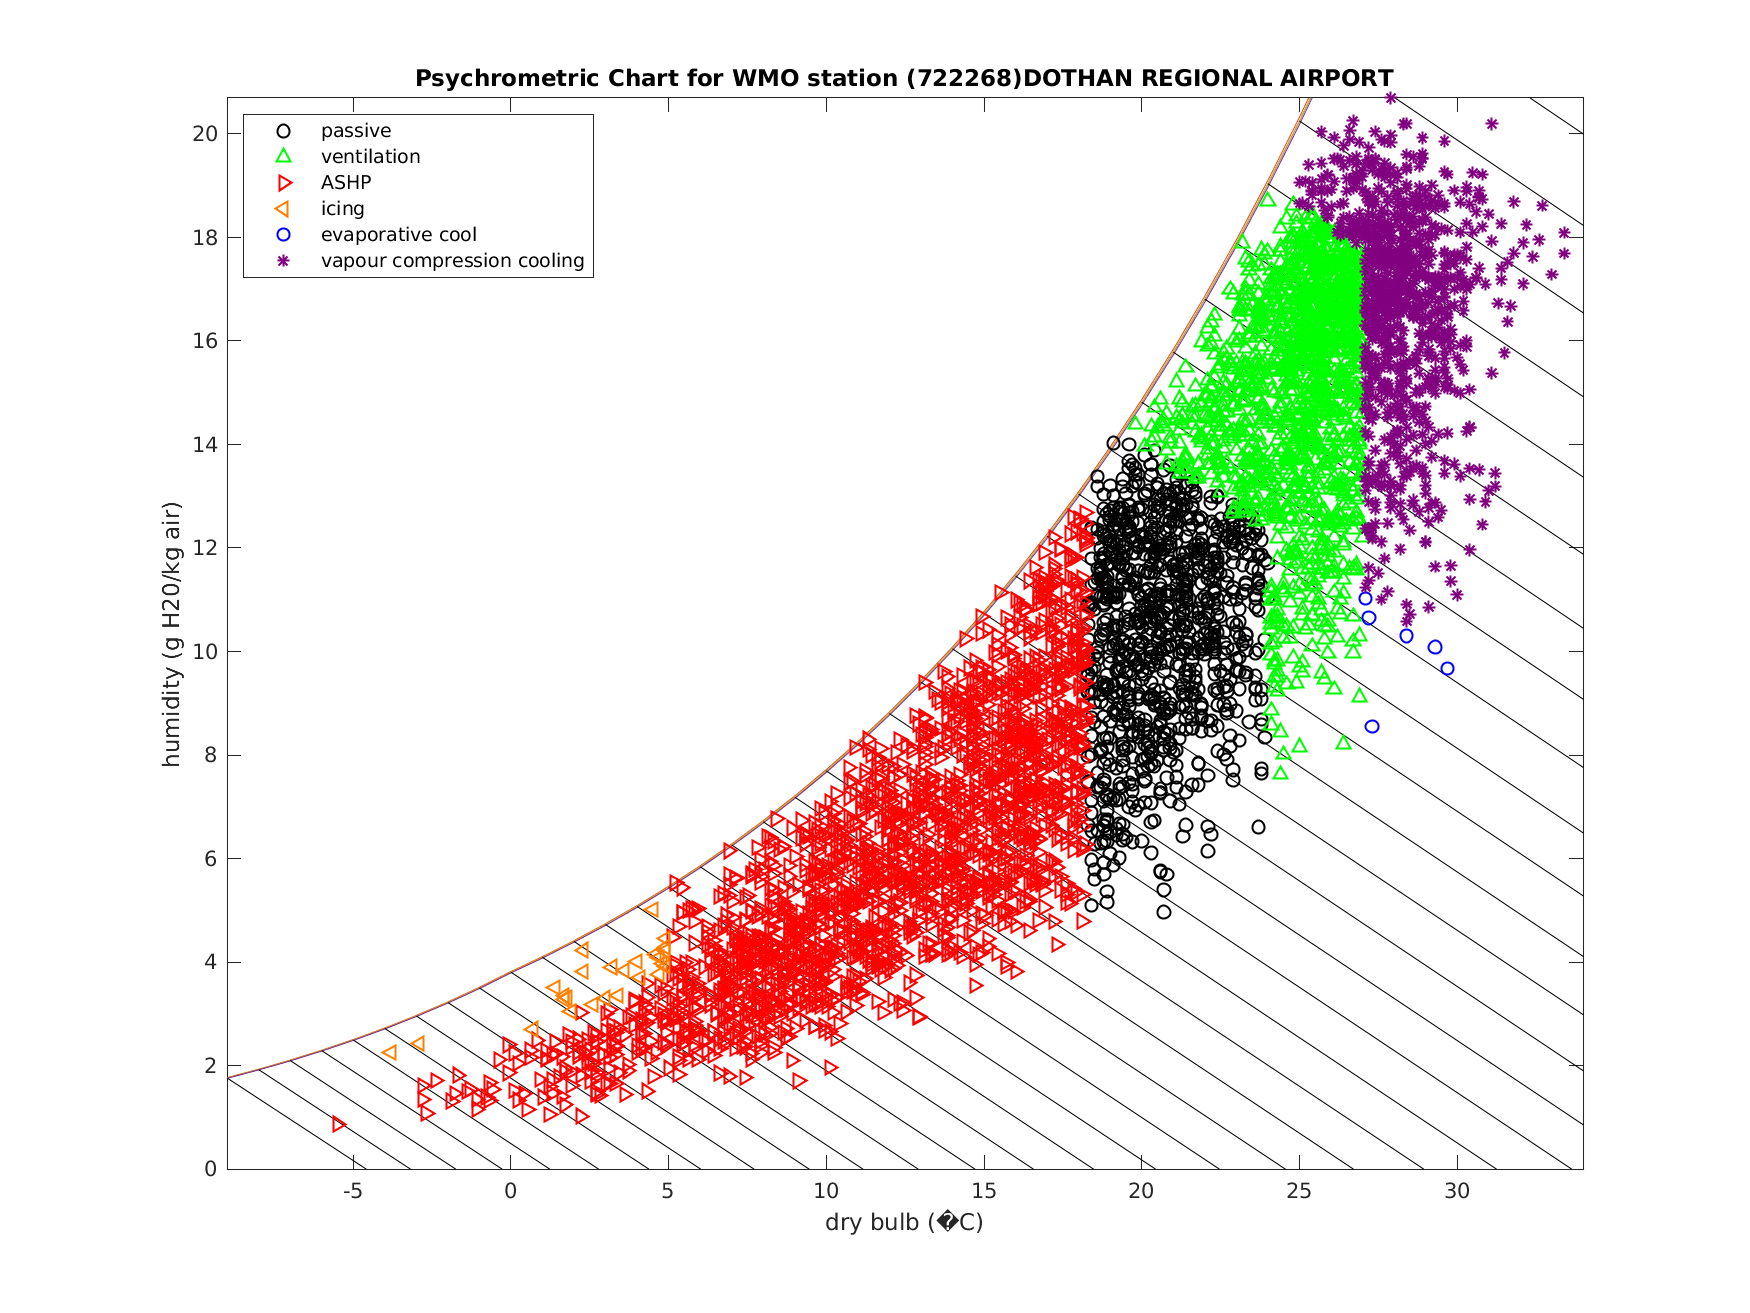 Psychrometric Chart for WMO station (722268)DOTHAN REGIONAL AIRPORT
passive
ventilation
ASHP
icing
evaporative cool
vapour compression cooling
humidity (g H20/kg air)
20
18
16
14
12
10
8
6
4
2
0
-5 0 5 10 15 20 25 30
dry bulb (�C)